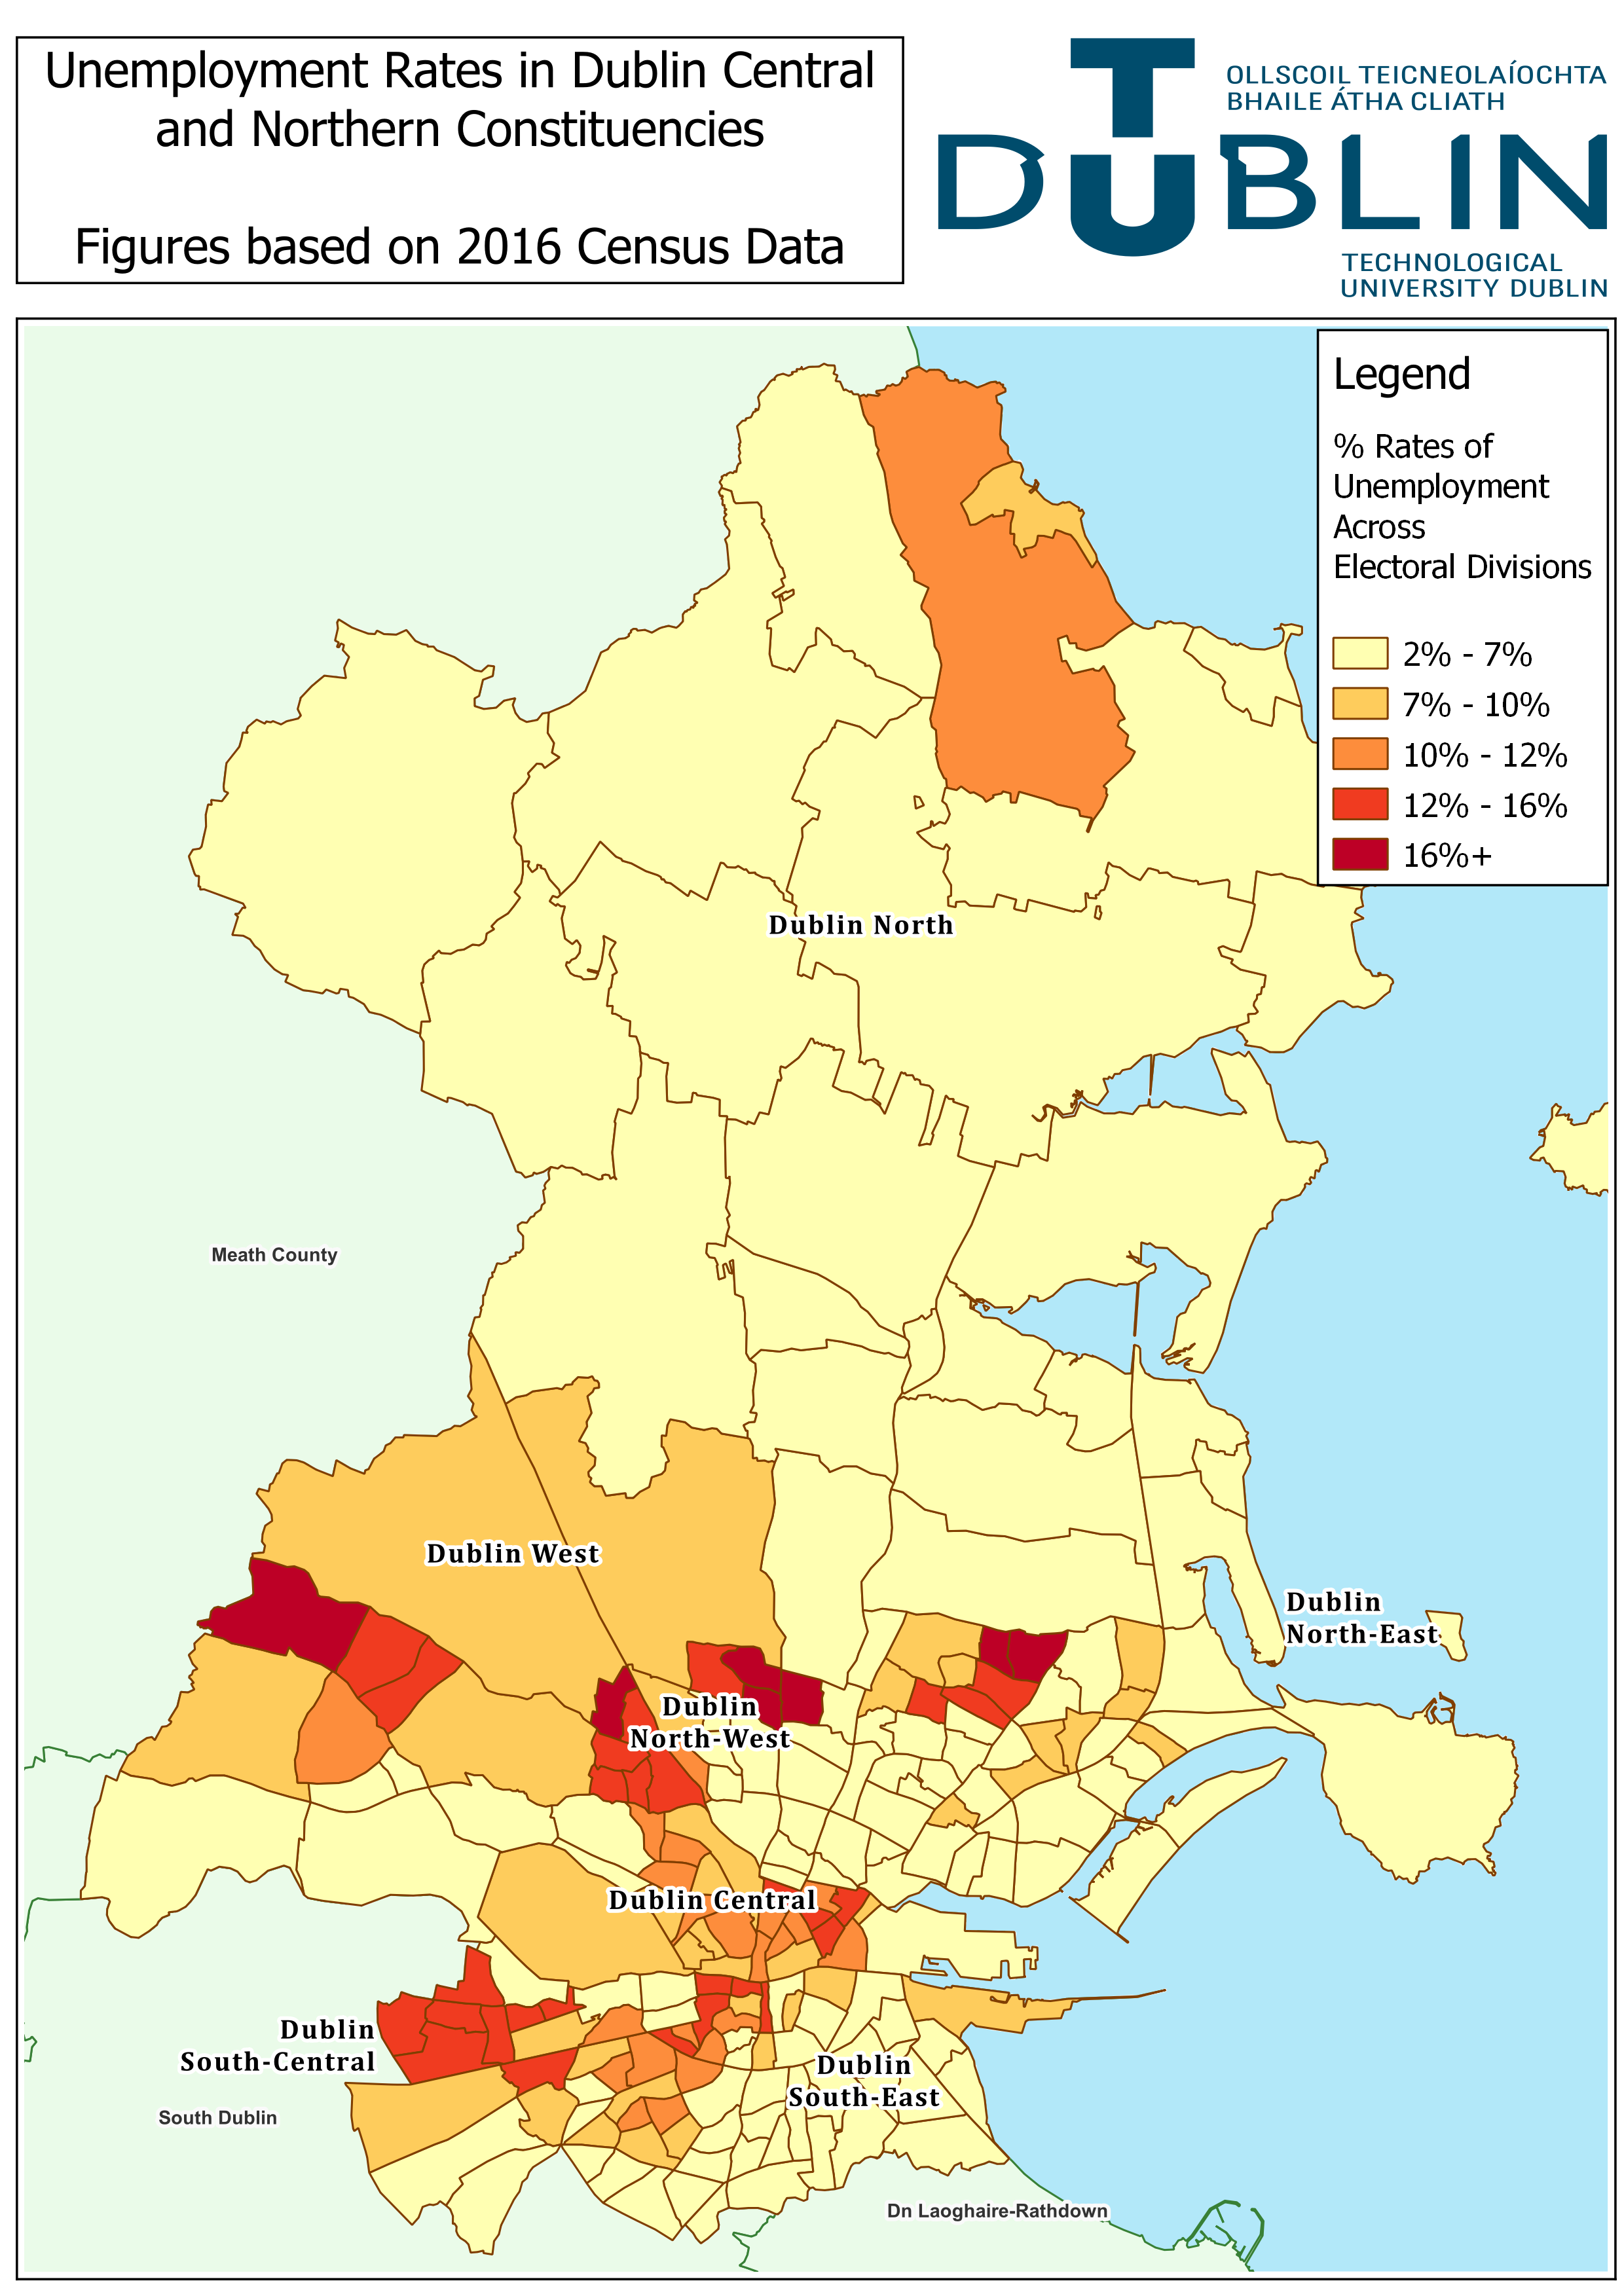 Unemployment Rates in Dublin Central
and Northern Constituencies
Figures based on 2016 Census Data
OLLSCOIL TEICNEOLAÍOCHTA
BHAILE ÁTHA CLIATH
TU
DUBLIN
TECHNOLOGICAL
UNIVERSITY DUBLIN
Legend
% Rates of
Unemployment
Across
Electoral Divisions
2% - 7%
7% - 10%
10% - 12%
12% - 16%
16%+
Dublin North
Meath County
Dublin West
Dublin
North-East
Dublin
North-West
Dublin Central
Dublin
South-Central
Dublin
South-East
South Dublin
Dn Laoghaire-Rathdown